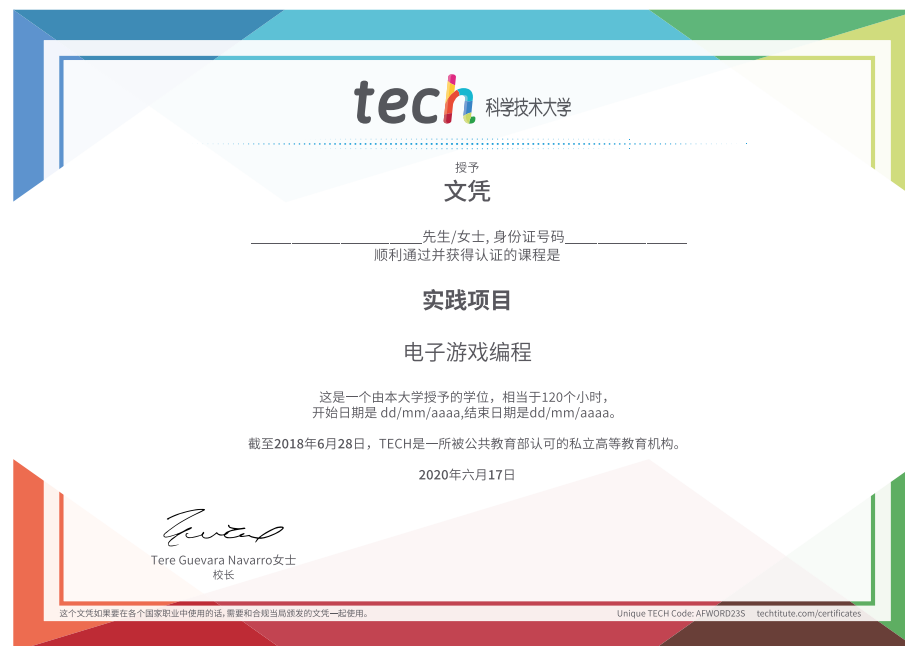 tech 科学技术大学
授予
文凭
____________________先生/女士, 身份证号码____________________
顺利通过并获得认证的课程是
实践项目
电子游戏编程
这是一个由本大学授予的学位，相当于120个小时，
开始日期是 dd/mm/aaaa,结束日期是dd/mm/aaaa。
截至2018年6月28日，TECH是一所被公共教育部认可的私立高等教育机构。
2020年六月17日
Tere Guevara Navarro女士
校长
这个文凭如果要在各个国家职业中使用的话,需要和合规当局颁发的文凭一起使用。
Unique TECH Code: AFWORD23S techtitute.com/certificates